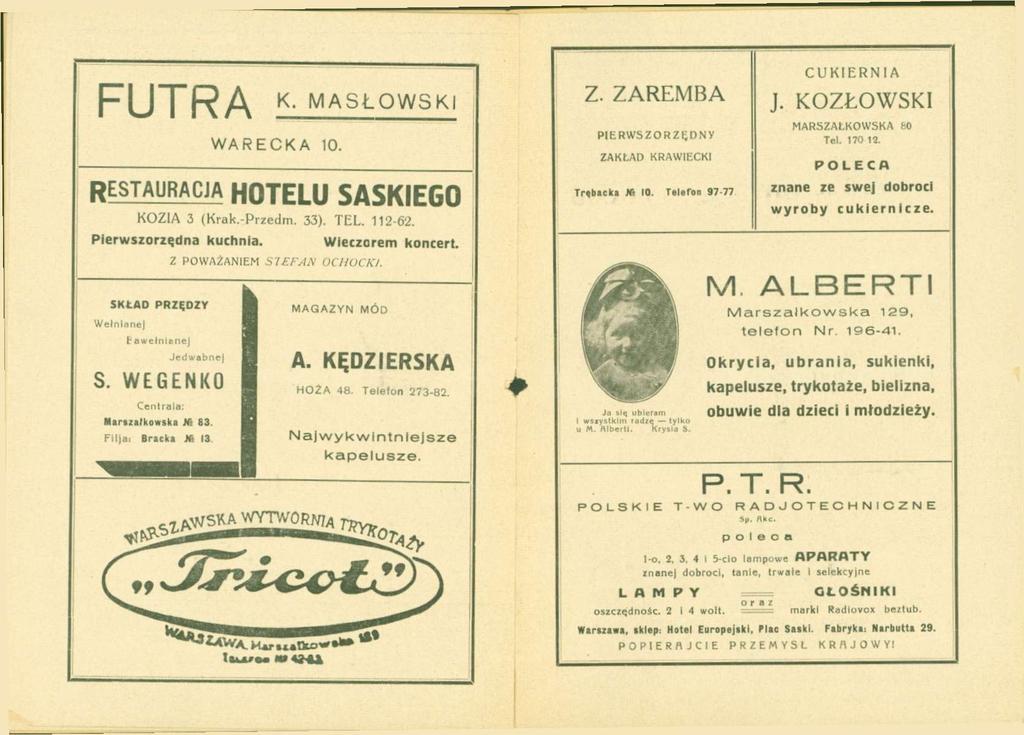 FUTRA K. MASŁOWSKI
WARECKA 10.
RESTAURACJA HOTELU SASKIEGO
KOZIA 3 (Krak.-Przedm. 33). TEL. 112-62.
Pierwszorzędna kuchnia. Wieczorem koncert.
Z POWAŻANIEM STEFAN OCHOCKI.
SKŁAD PRZĘDZY
Wełnianej
Bawełnianej
Jedwabnej
S. WEGENKO
Centrala:
Marszałkowska № 83.
Filja: Bracka № 13.
MAGAZYN MÓD
A. KĘDZIERSKA
HOŻA 48. Telefon 273-82.
Najwykwintniejsze
kapelusze.
WARSZAWSKA WYTWÓRNIA TRYKOTAŻY
„Tricot”
WARSZAWA, Marszałkowska 129
42-83
Z. ZAREMBA
PIERWSZORZĘDNY
ZAKŁAD KRAWIECKI
Trębacka № 10. Telefon 97-77.
CUKIERNIA
J. KOZŁOWSKI
MARSZAŁKOWSKA 80
Tel. 170-12.
POLECA
znane ze swej dobroci
wyroby cukiernicze.
Ja się ubieram
i wszystkim radzę — tylko
u M. Alberti. Krysia S.
M. ALBERTI
Marszałkowska 129,
telefon Nr. 196-41.
Okrycia, ubrania, sukienki,
kapelusze, trykotaże, bielizna,
obuwie dla dzieci i młodzieży.
P. T. R.
POLSKIE T-WO RADJOTECHNICZNE
Sp. Akc.
poleca
1-o, 2, 3, 4 i 5-cio lampowe APARATY
znanej dobroci, tanie, trwałe i selekcyjne
LAMPY oraz GŁOŚNIKI
oszczędnośc. 2 i 4 wolt. marki Radiovox beztub.
Warszawa, sklep: Hotel Europejski, Plac Saski. Fabryka: Narbutta 29.
POPIERAJCIE PRZEMYSŁ KRAJOWY!